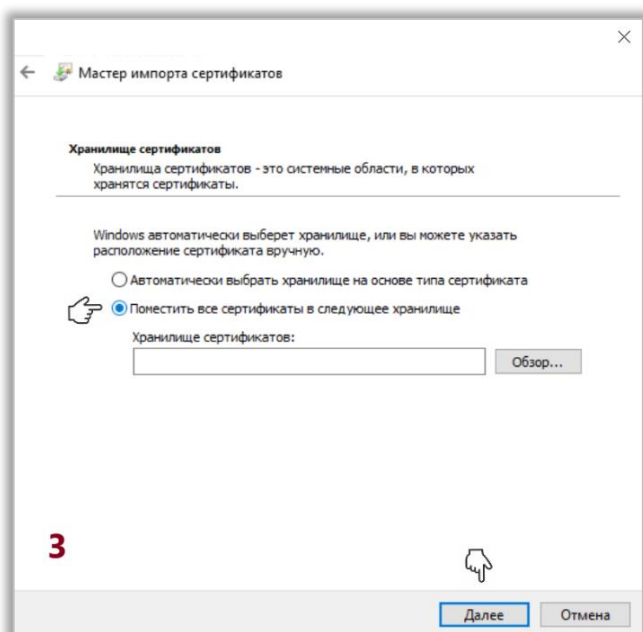 Мастер импорта сертификатов
Хранилище сертификатов
Хранилища сертификатов - это системные области, в которых
хранятся сертификаты.
Windows автоматически выберет хранилище, или вы можете указать
расположение сертификата вручную.
Автоматически выбрать хранилище на основе типа сертификата
Поместить все сертификаты в следующее хранилище
Хранилище сертификатов:
Обзор...
3
Далее
Отмена